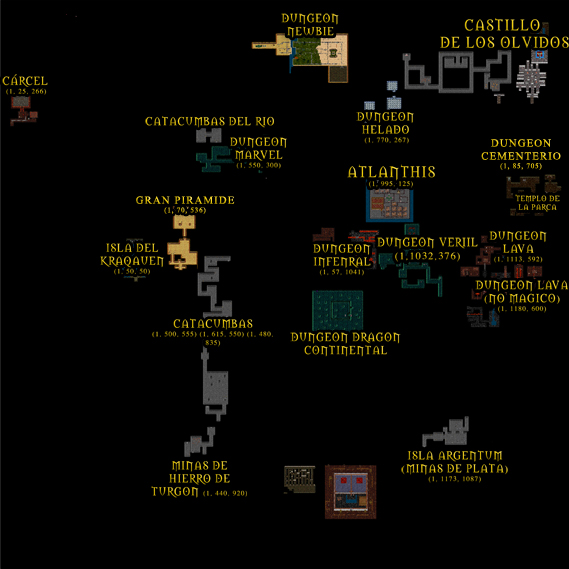 DUNGEON
NEWBIE
CASTILLO
DE LOS OLVIDOS
CÁRCEL
(1, 25, 266)
CATACUMBAS DEL RIO
DUNGEON
HELADO
(1, 770, 267)
DUNGEON
MARVEL
(1, 550, 300)
DUNGEON
CEMENTERIO
(1, 85, 705)
ATLANTHIS
(1, 995, 125)
TEMPLO DE
LA PARCA
GRAN PIRAMIDE
(1, 70, 536)
ISLA DEL
KRAQAUEN
(1, 50, 50)
DUNGEON
INFENRAL
(1, 57, 1041)
DUNGEON VERJIL
(1,1032,376)
DUNGEON
LAVA
(1, 1113, 592)
DUNGEON LAVA
(NO MAGICO)
(1, 1180, 600)
CATACUMBAS
(1, 500, 555) (1, 615, 550) (1, 480,
835)
DUNGEON DRAGON
CONTINENTAL
MINAS DE
HIERRO DE
TURGON (1, 440, 920)
ISLA ARGENTUM
(MINAS DE PLATA)
(1, 1173, 1087)